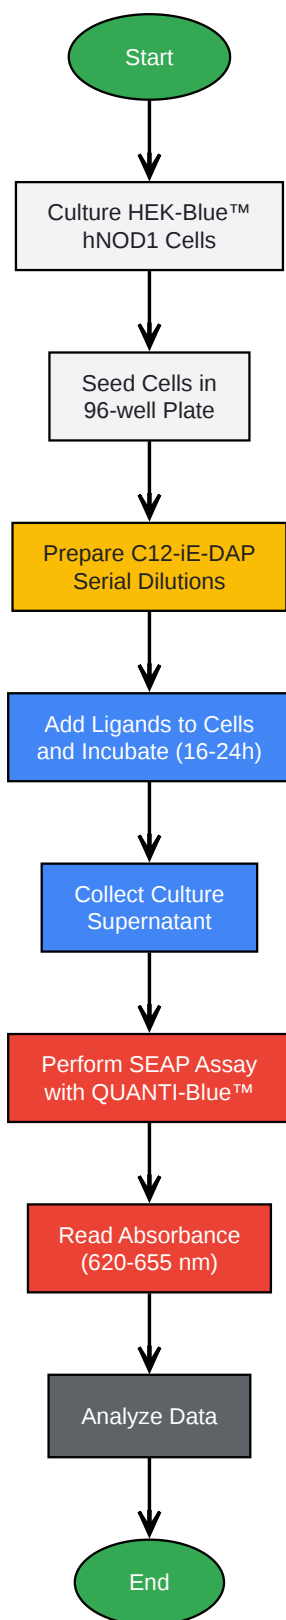 Start
Culture HEK-Blue™
hNOD1 Cells
Seed Cells in
96-well Plate
Prepare C12-iE-DAP
Serial Dilutions
Add Ligands to Cells
and Incubate (16-24h)
Collect Culture
Supernatant
Perform SEAP Assay
with QUANTI-Blue™
Read Absorbance
(620-655 nm)
Analyze Data
End